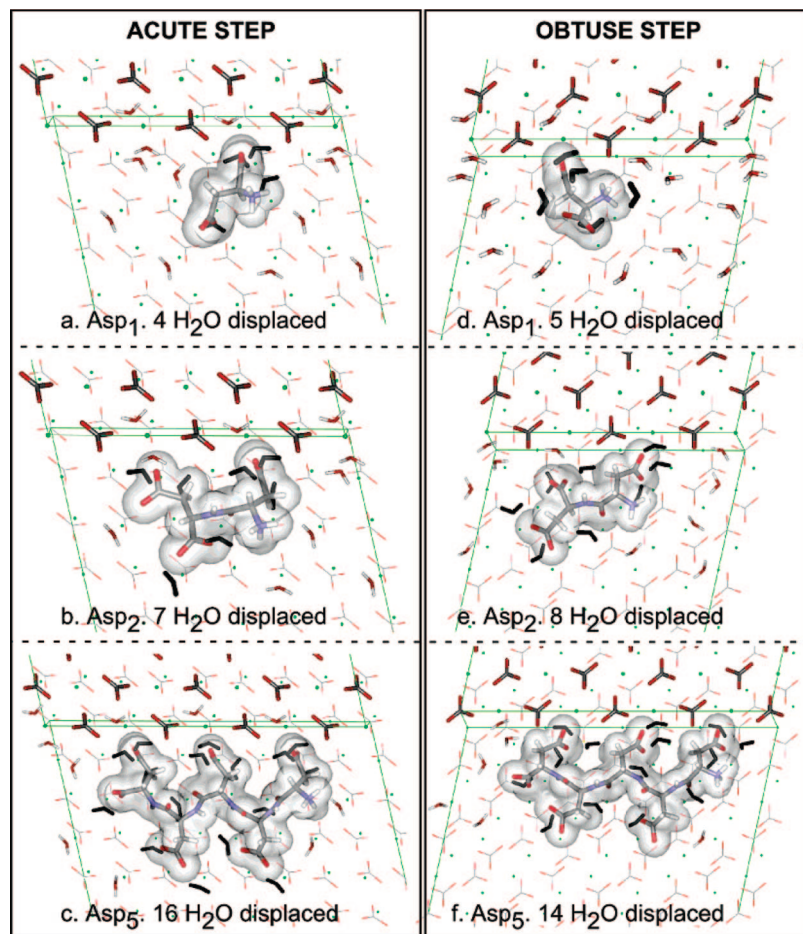 ACUTE STEP
a. Asp₁. 4 H₂O displaced
b. Asp₂. 7 H₂O displaced
c. Asp₅. 16 H₂O displaced
OBTUSE STEP
d. Asp₁. 5 H₂O displaced
e. Asp₂. 8 H₂O displaced
f. Asp₅. 14 H₂O displaced